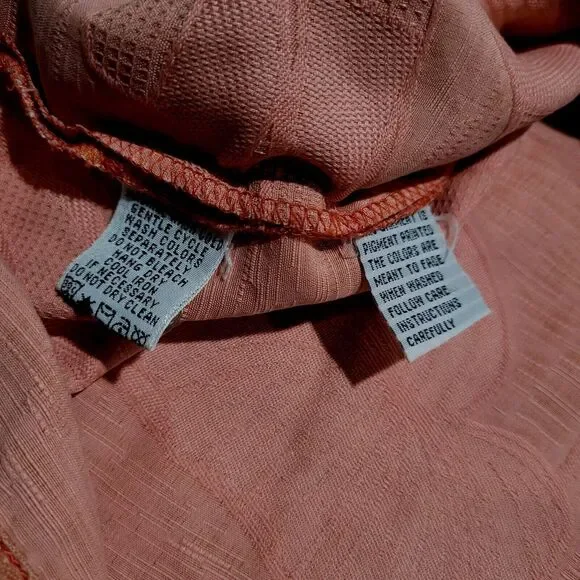 GENTLE CYCLE
WASH COLORS
SEPARATELY
DO NOT BLEACH
HANG DRY
COOL IRON
NECESSARY
DO NOT DRY CLEAN
IS
PIGMENT PRINTED
THE COLORS ARE
MEANT TO FADE
WHEN WASHED
FOLLOW CARE
INSTRUCTIONS
CAREFULLY